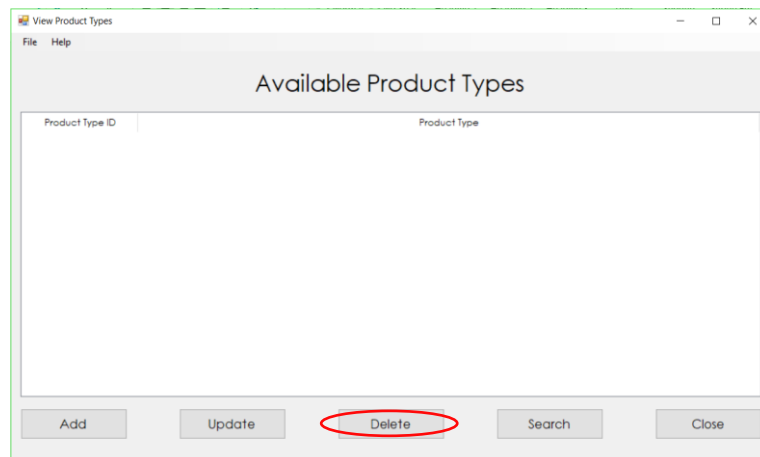 View Product Types
File Help
Available Product Types
Product Type ID Product Type
Add Update Delete Search Close